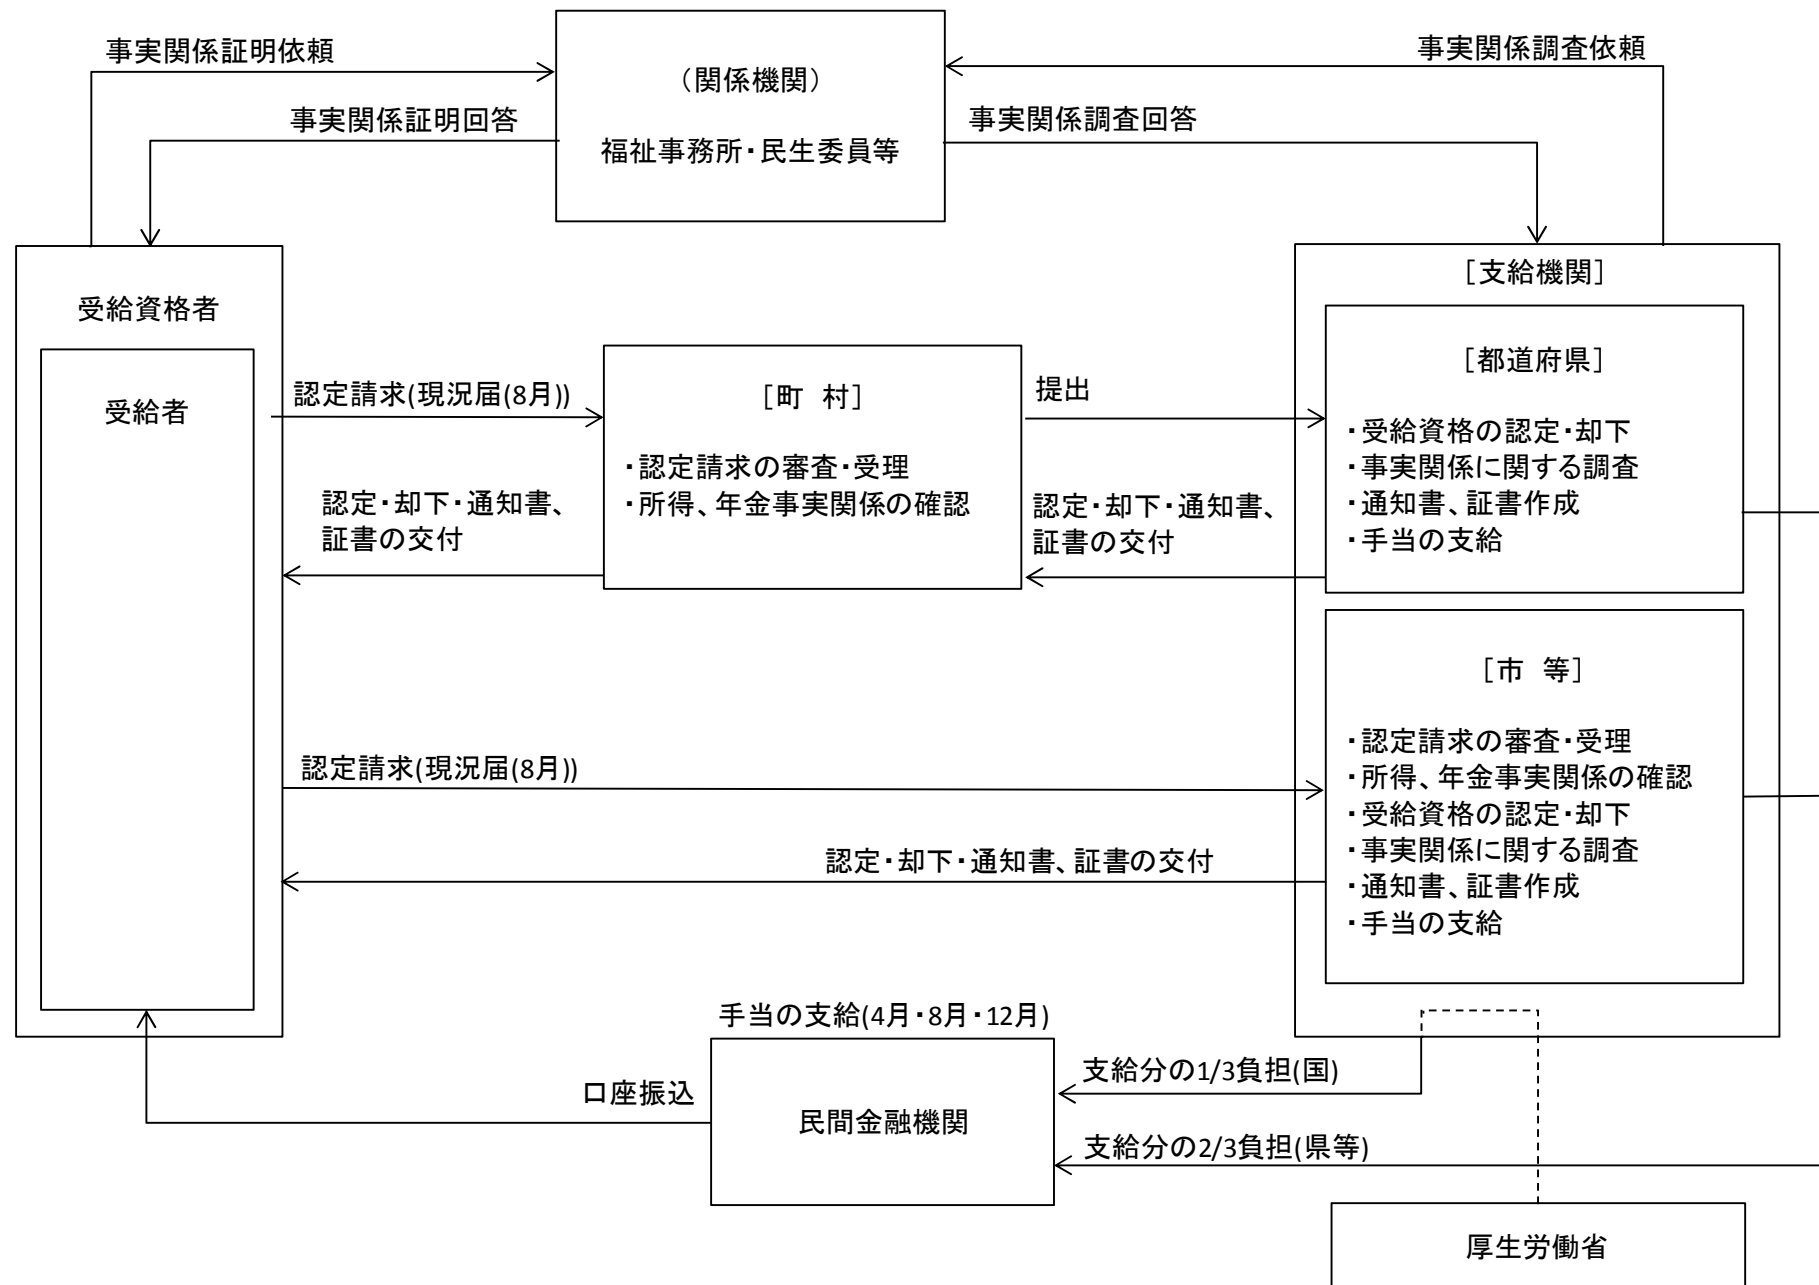 事実関係証明依頼
事実関係調査依頼
（関係機関）
事実関係証明回答
事実関係調査回答
福祉事務所・民生委員等
受給資格者
受給者
［支給機関］
認定請求(現況届(8月))
［町　村］
・認定請求の審査・受理
・所得、年金事実関係の確認
認定・却下・通知書、
証書の交付
提出
認定・却下・通知書、
証書の交付
［都道府県］
・受給資格の認定・却下
・事実関係に関する調査
・通知書、証書作成
・手当の支給
［市　等］
・認定請求の審査・受理
・所得、年金事実関係の確認
・受給資格の認定・却下
・事実関係に関する調査
・通知書、証書作成
・手当の支給
認定請求(現況届(8月))
認定・却下・通知書、証書の交付
手当の支給(4月・8月・12月)
口座振込
民間金融機関
支給分の1/3負担(国)
支給分の2/3負担(県等)
厚生労働省